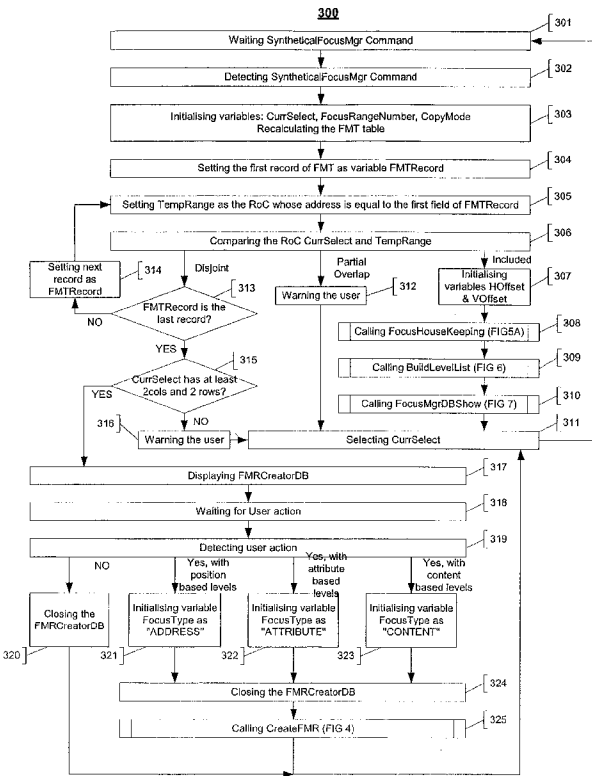 300
301
Waiting SyntheticalFocusMgr Command
302
Detecting SyntheticalFocusMgr Command
303
Initialising variables: CurrSelect, FocusRangeNumber, CopyMode
Recalculating the FMT table
304
Setting the first record of FMT as variable FMTRecord
305
Setting TempRange as the RoC whose address is equal to the first field of FMTRecord
306
Comparing the RoC CurrSelect and TempRange
Setting next
record as
FMTRecord
314
Disjoint
Partial
Overlap
Included
Initialising
variables HOffset
& VOffset
307
312
Warning the user
313
FMTRecord is the
last record?
NO
YES
308
Calling FocusHouseKeeping (FIG5A)
309
Calling BuildLevelList (FIG 6)
310
Calling FocusMgrDBShow (FIG 7)
315
CurrSelect has at least
2cols and 2 rows?
YES
NO
311
316
Warning the user
Selecting CurrSelect
317
Displaying FMRCreatorDB
318
Waiting for User action
319
Detecting user action
NO
Yes, with
position
based levels
Yes, with
attribute
based
levels
Yes, with
content
based levels
Closing the
FMRCreatorDB
Initialising variable
FocusType as
"ADDRESS"
Initialising variable
FocusType as
"ATTRIBUTE"
Initialising variable
FocusType as
"CONTENT"
320
321
322
323
324
Closing the FMRCreatorDB
325
Calling CreateFMR (FIG 4)